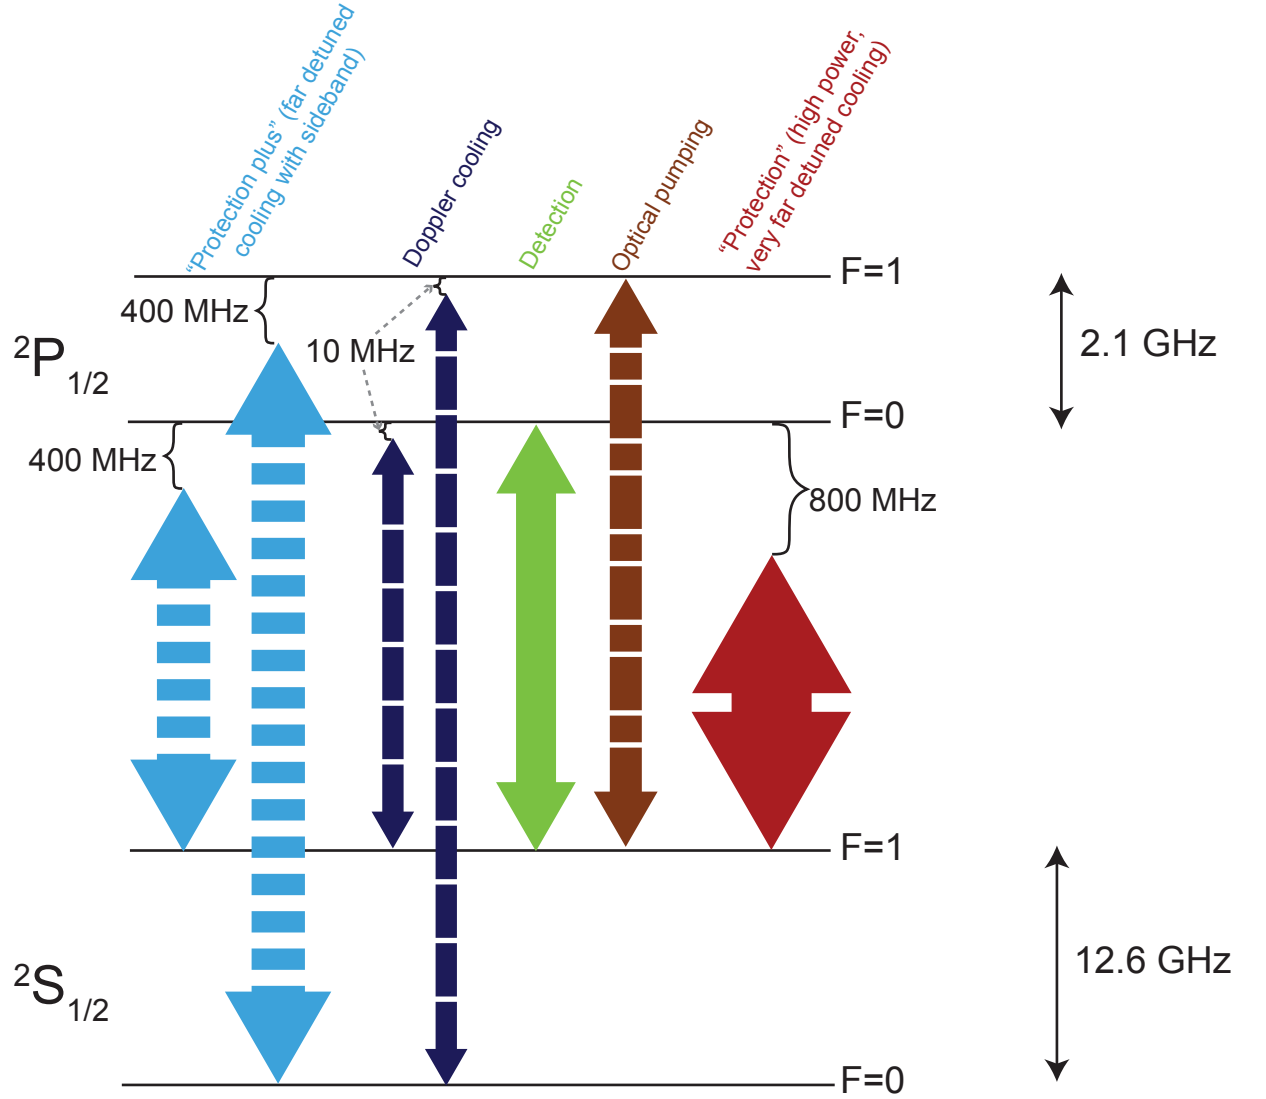 “Protection plus” (far detuned
cooling with sideband)
Doppler cooling
Detection
Optical pumping
“Protection” (high power,
very far detuned cooling)
F=1
400 MHz
2.1 GHz
10 MHz
²P 1/2
F=0
400 MHz
800 MHz
F=1
12.6 GHz
²S1/2
F=0